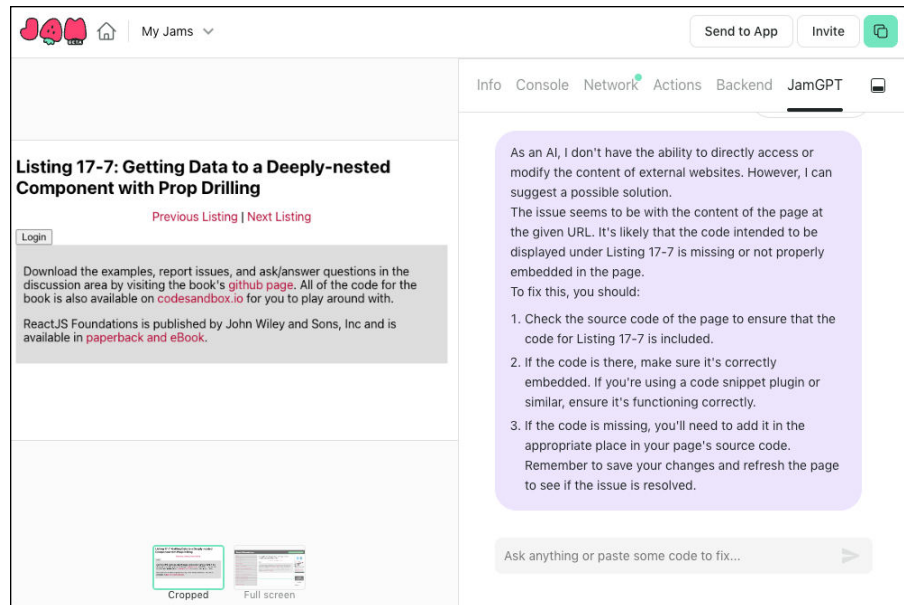 JAM
BETA
My Jams
Send to App
Invite
Info Console Network Actions Backend JamGPT
Listing 17-7: Getting Data to a Deeply-nested
Component with Prop Drilling
Previous Listing | Next Listing
Login
Download the examples, report issues, and ask/answer questions in the
discussion area by visiting the book's github page. All of the code for the
book is also available on codesandbox.io for you to play around with.
ReactJS Foundations is published by John Wiley and Sons, Inc and is
available in paperback and eBook.
Cropped
Full screen
As an AI, I don't have the ability to directly access or
modify the content of external websites. However, I can
suggest a possible solution.
The issue seems to be with the content of the page at
the given URL. It's likely that the code intended to be
displayed under Listing 17-7 is missing or not properly
embedded in the page.
To fix this, you should:
1. Check the source code of the page to ensure that the
code for Listing 17-7 is included.
2. If the code is there, make sure it's correctly
embedded. If you're using a code snippet plugin or
similar, ensure it's functioning correctly.
3. If the code is missing, you'll need to add it in the
appropriate place in your page's source code.
Remember to save your changes and refresh the page
to see if the issue is resolved.
Ask anything or paste some code to fix...